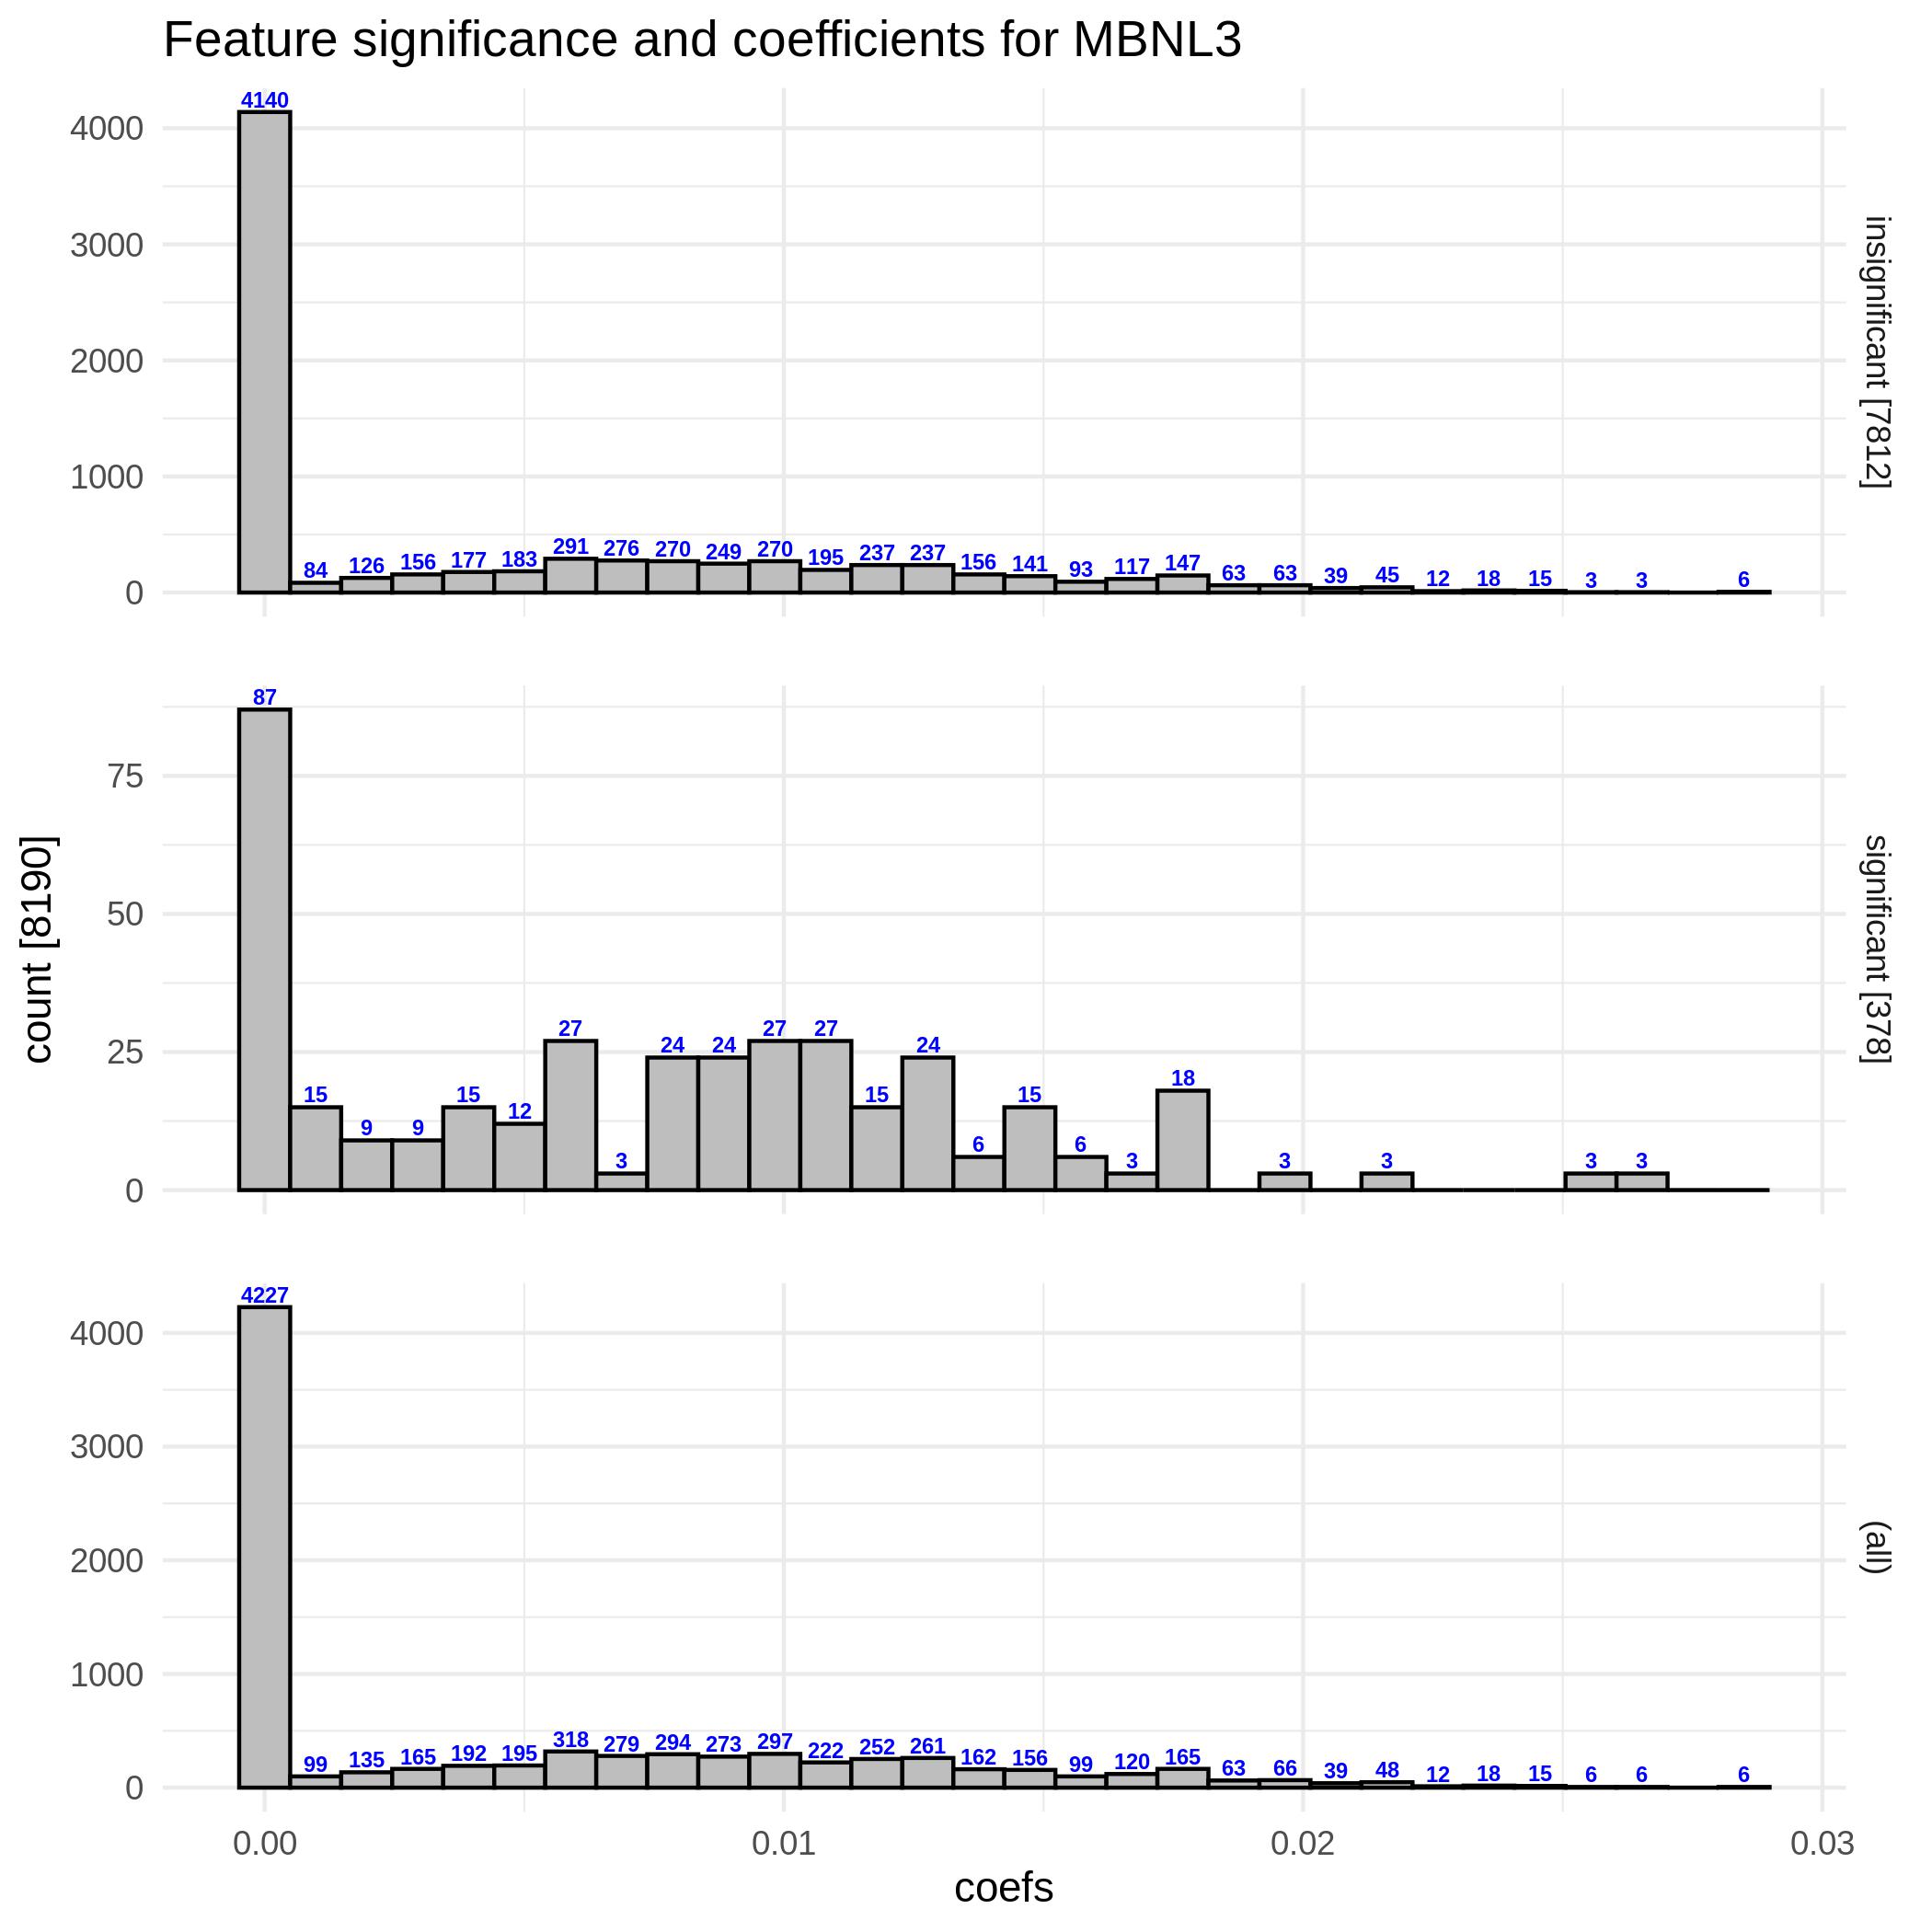 Feature significance and coefficients for MBNL3
4140
4000
3000
2000
1000
0
84 126 156 177 183 291 276 270 249 270 195 237 237 156 141 93 117 147 63 63 39 45 12 18 15 3 3 6
insignificant [7812]
87
75
50
25
0
15 9 9 15 12 27 3 24 24 27 27 15 24 6 15 6 3 18 3 3 3 3
significant [378]
count [8190]
4227
4000
3000
2000
1000
0
99 135 165 192 195 318 279 294 273 297 222 252 261 162 156 99 120 165 63 66 39 48 12 18 15 6 6 6
(all)
0.00 0.01 0.02 0.03
coefs